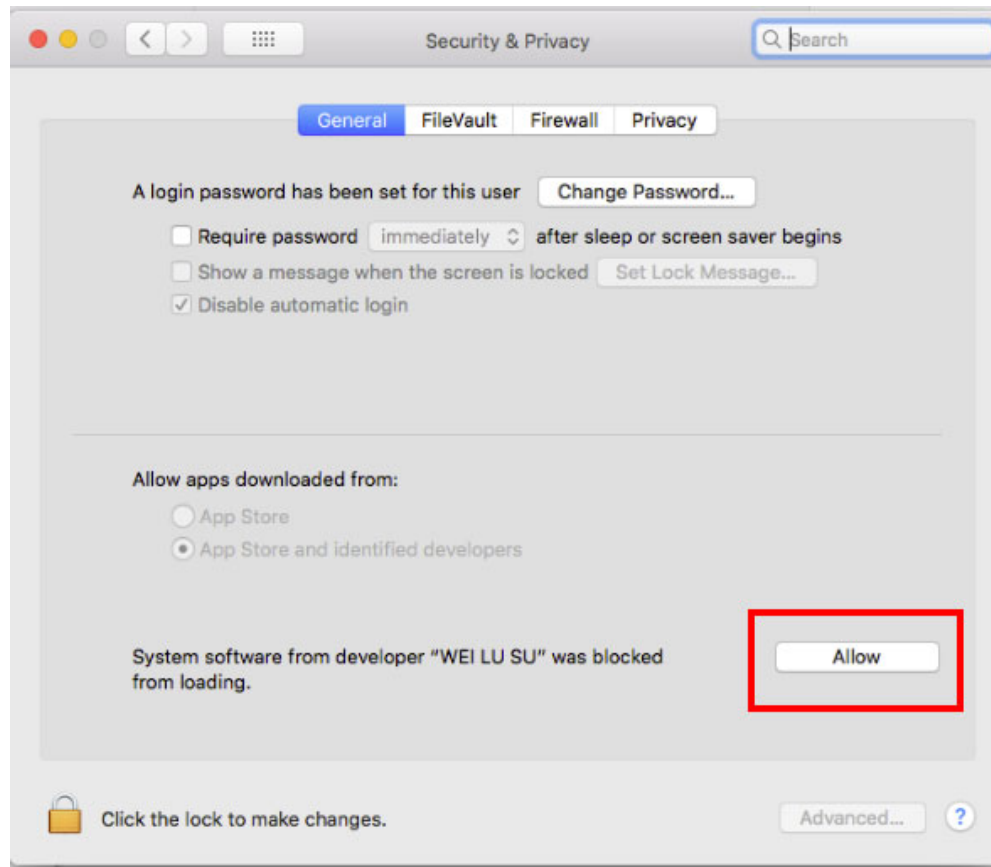 Security & Privacy
Search
General FileVault Firewall Privacy
A login password has been set for this user Change Password...
Require password immediately after sleep or screen saver begins
Show a message when the screen is locked Set Lock Message...
Disable automatic login
Allow apps downloaded from:
App Store
App Store and identified developers
System software from developer “WEI LU SU” was blocked
from loading.
Allow
Click the lock to make changes.
Advanced... ?